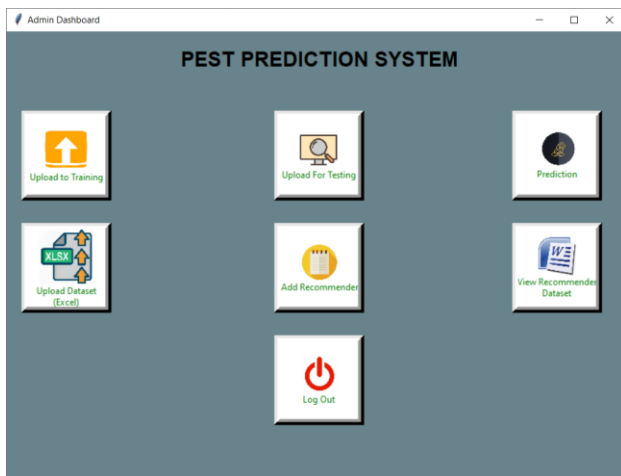 Admin Dashboard
PEST PREDICTION SYSTEM
Upload to Training
Upload For Testing
Prediction
XLSX
Upload Dataset
(Excel)
Add Recommender
W
View Recommender
Dataset
Log Out